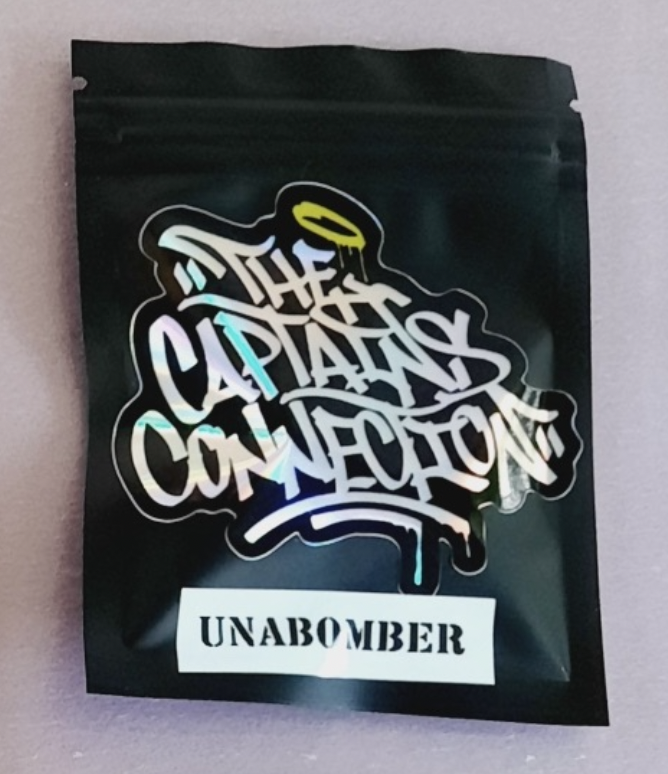 "THE
CAPTAINS
CONNECTION"
UNABOMBER